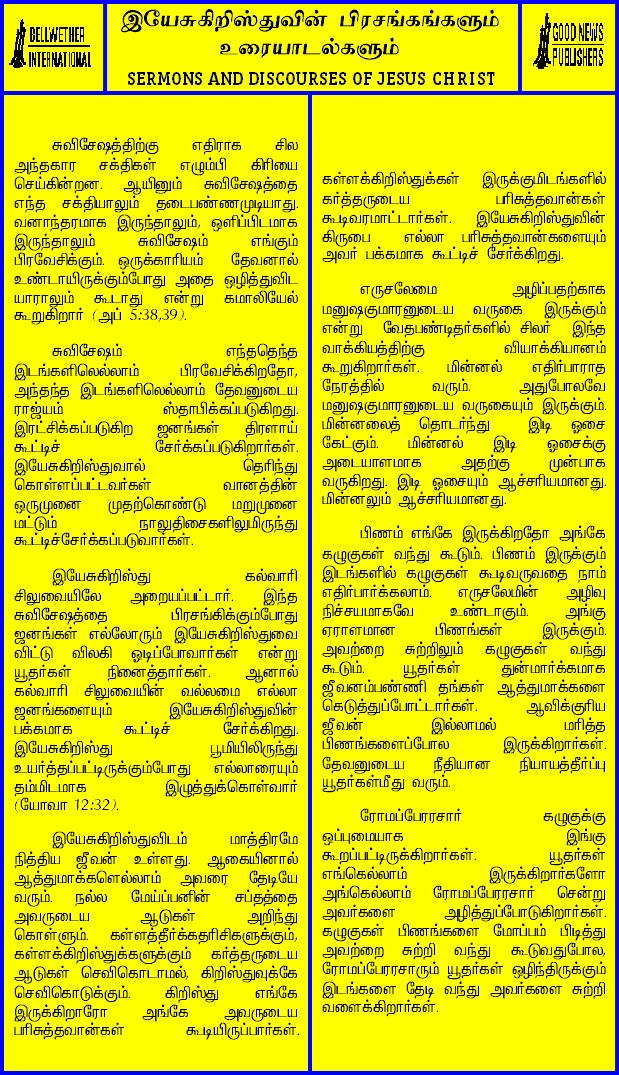 BELLWETHER
INTERNATIONAL
இயேசுகிறிஸ்துவின் பிரசங்கங்களும்
உரையாடல்களும்
SERMONS AND DISCOURSES OF JESUS CHRIST
GOOD NEWS
PUBLISHERS
சுவிசேஷத்திற்கு எதிராக சில
அந்தகார சக்திகள் எழும்பி கிரியை
செய்கின்றன. ஆயினும் சுவிசேஷத்தை
எந்த சக்தியாலும் தடைபண்ணமுடியாது.
வனாந்தரமாக இருந்தாலும், ஒளிப்பிடமாக
இருந்தாலும் சுவிசேஷம் எங்கும்
பிரவேசிக்கும். ஒருக்காரியம் தேவனால்
உண்டாயிருக்கும்போது அதை ஒழித்துவிட
யாராலும் கூடாது என்று கமாலியேல்
கூறுகிறார் (அப் 5:38,39).
சுவிசேஷம் எந்தெந்த
இடங்களிலெல்லாம் பிரவேசிக்கிறதோ,
அந்தந்த இடங்களிலெல்லாம் தேவனுடைய
ராஜ்யம் ஸ்தாபிக்கப்படுகிறது.
இரட்சிக்கப்படுகிற ஜனங்கள் திரளாய்
கூட்டிச் சேர்க்கப்படுகிறார்கள்.
இயேசுகிறிஸ்துவால் தெரிந்து
கொள்ளப்பட்டவர்கள் வானத்தின்
ஒருமுனை முதற்கொண்டு மறுமுனை
மட்டும் நாலுதிசைகளிலுமிருந்து
கூட்டிச்சேர்க்கப்படுவார்கள்.
இயேசுகிறிஸ்து கல்வாரி
சிலுவையிலே அறையப்பட்டார். இந்த
சுவிசேஷத்தை பிரசங்கிக்கும்போது
ஜனங்கள் எல்லோரும் இயேசுகிறிஸ்துவை
விட்டு விலகி ஓடிப்போவார்கள் என்று
யூதர்கள் நினைத்தார்கள். ஆனால்
கல்வாரி சிலுவையின் வல்லமை எல்லா
ஜனங்களையும் இயேசுகிறிஸ்துவின்
பக்கமாக கூட்டிச் சேர்க்கிறது.
இயேசுகிறிஸ்து பூமியிலிருந்து
உயர்த்தப்பட்டிருக்கும்போது எல்லாரையும்
தம்மிடமாக இழுத்துக்கொள்வார்
(யோவா 12:32).
இயேசுகிறிஸ்துவிடம் மாத்திரமே
நித்திய ஜீவன் உள்ளது. ஆகையினால்
ஆத்துமாக்களெல்லாம் அவரை தேடியே
வரும். நல்ல மேய்ப்பனின் சப்தத்தை
அவருடைய ஆடுகள் அறிந்து
கொள்ளும். கள்ளத்தீர்க்கதரிசிகளுக்கும்,
கள்ளகிறிஸ்துக்களுக்கும் கர்த்தருடைய
ஆடுகள் செவிகொடாமல், கிறிஸ்துவுக்கே
செவிகொடுக்கும். கிறிஸ்து எங்கே
இருக்கிறாரோ அங்கே அவருடைய
பரிசுத்தவான்கள் கூடியிருப்பார்கள்.
கள்ளக்கிறிஸ்துக்கள் இருக்குமிடங்களில்
கர்த்தருடைய பரிசுத்தவான்கள்
கூடிவரமாட்டார்கள். இயேசுகிறிஸ்துவின்
கிருபை எல்லா பரிசுத்தவான்களையும்
அவர் பக்கமாக கூட்டிச் சேர்க்கிறது.
எருசலேமை அழிப்பதற்காக
மனுஷகுமாரனுடைய வருகை இருக்கும்
என்று வேதபண்டிதர்களில் சிலர் இந்த
வாக்கியத்திற்கு வியாக்கியானம்
கூறுகிறார்கள். மின்னல் எதிர்பாராத
நேரத்தில் வரும். அதுபோலவே
மனுஷகுமாரனுடைய வருகையும் இருக்கும்.
மின்னலைத் தொடர்ந்து இடி ஓசை
கேட்கும். மின்னல் இடி ஓசைக்கு
அடையாளமாக அதற்கு முன்பாக
வருகிறது. இடி ஓசையும் ஆச்சரியமானது.
மின்னலும் ஆச்சரியமானது.
பிணம் எங்கே இருக்கிறதோ அங்கே
கழுகுகள் வந்து கூடும். பிணம் இருக்கும்
இடங்களில் கழுகுகள் கூடிவருவதை நாம்
எதிர்பார்க்கலாம். எருசலேமின் அழிவு
நிச்சயமாகவே உண்டாகும். அங்கு
ஏராளமான பிணங்கள் இருக்கும்.
அவற்றை சுற்றிலும் கழுகுகள் வந்து
கூடும். யூதர்கள் துன்மார்க்கமாக
ஜீவனம்பண்ணி தங்கள் ஆத்துமாக்களை
கெடுத்துப்போட்டார்கள். ஆவிக்குரிய
ஜீவன் இல்லாமல் மரித்த
பிணங்களைப்போல இருக்கிறார்கள்.
தேவனுடைய நீதியான நியாயத்தீர்ப்பு
யூதர்கள்மீது வரும்.
ரோமப்பேரரசார் கழுகுக்கு
ஒப்புமையாக இங்கு
கூறப்பட்டிருக்கிறார்கள். யூதர்கள்
எங்கெல்லாம் இருக்கிறார்களோ
அங்கெல்லாம் ரோமப்பேரரசார் சென்று
அவர்களை அழித்துப்போடுகிறார்கள்.
கழுகுகள் பிணங்களை மோப்பம் பிடித்து
அவற்றை சுற்றி வந்து கூடுவதுபோல,
ரோமப்பேரரசாரும் யூதர்கள் ஒழிந்திருக்கும்
இடங்களை தேடி வந்து அவர்களை சுற்றி
வளைக்கிறார்கள்.